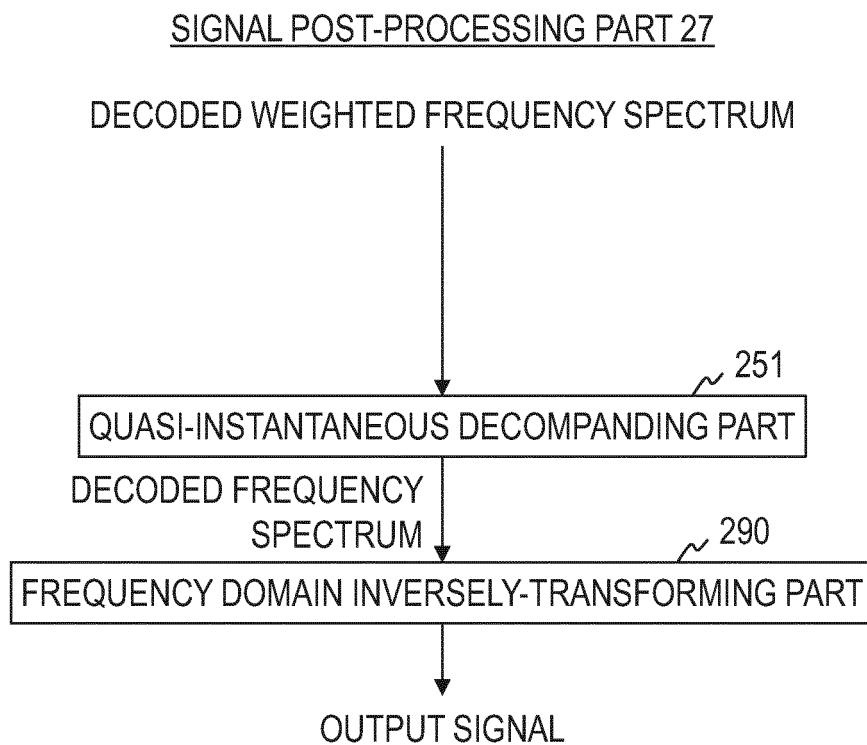 SIGNAL POST-PROCESSING PART 27
DECODED WEIGHTED FREQUENCY SPECTRUM
251
QUASI-INSTANTANEOUS DECOMPANDING PART
DECODED FREQUENCY
SPECTRUM
290
FREQUENCY DOMAIN INVERSELY-TRANSFORMING PART
OUTPUT SIGNAL